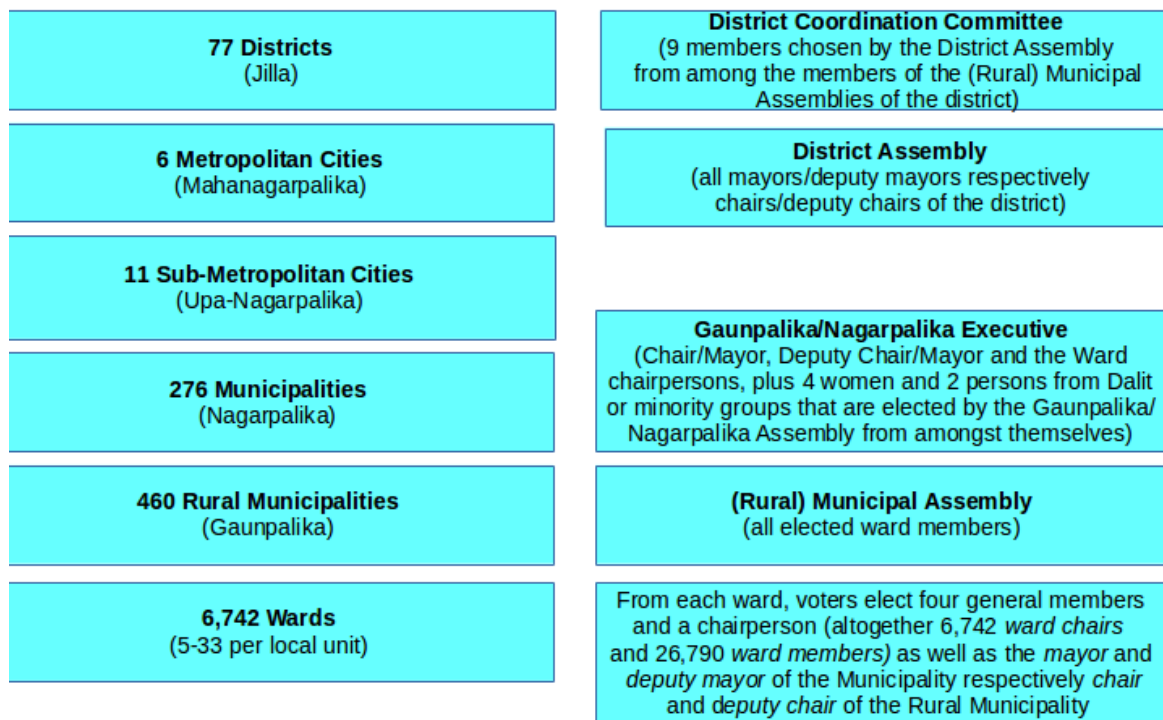 77 Districts
(Jilla)
District Coordination Committee
(9 members chosen by the District Assembly
from among the members of the (Rural) Municipal
Assemblies of the district)
6 Metropolitan Cities
(Mahanagarpalika)
District Assembly
(all mayors/deputy mayors respectively
chairs/deputy chairs of the district)
11 Sub-Metropolitan Cities
(Upa-Nagarpalika)
276 Municipalities
(Nagarpalika)
Gaunpalika/Nagarpalika Executive
(Chair/Mayor, Deputy Chair/Mayor and the Ward
chairpersons, plus 4 women and 2 persons from Dalit
or minority groups that are elected by the Gaunpalika/
Nagarpalika Assembly from amongst themselves)
460 Rural Municipalities
(Gaunpalika)
(Rural) Municipal Assembly
(all elected ward members)
6,742 Wards
(5-33 per local unit)
From each ward, voters elect four general members
and a chairperson (altogether 6,742 ward chairs
and 26,790 ward members) as well as the mayor and
deputy mayor of the Municipality respectively chair
and deputy chair of the Rural Municipality